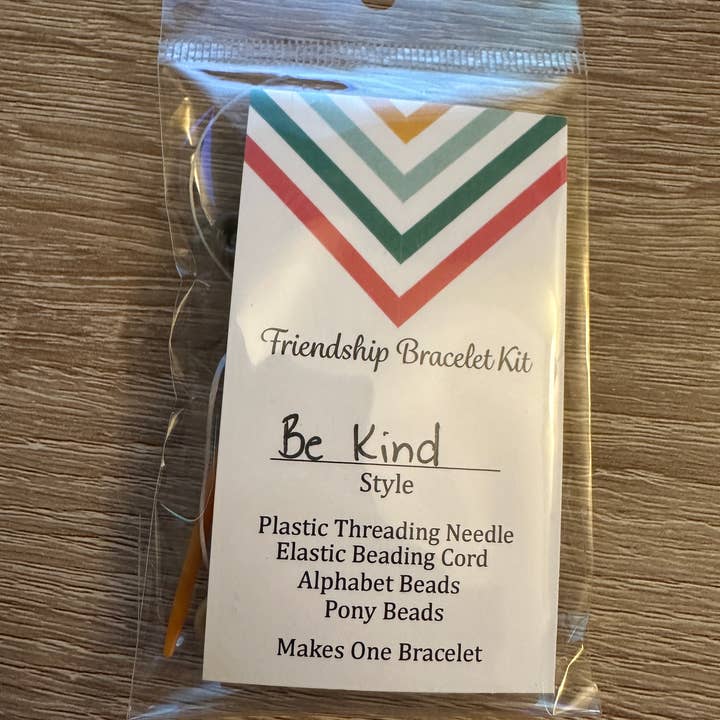 Friendship Bracelet Kit
Be Kind
Style
Plastic Threading Needle
Elastic Beading Cord
Alphabet Beads
Pony Beads
Makes One Bracelet